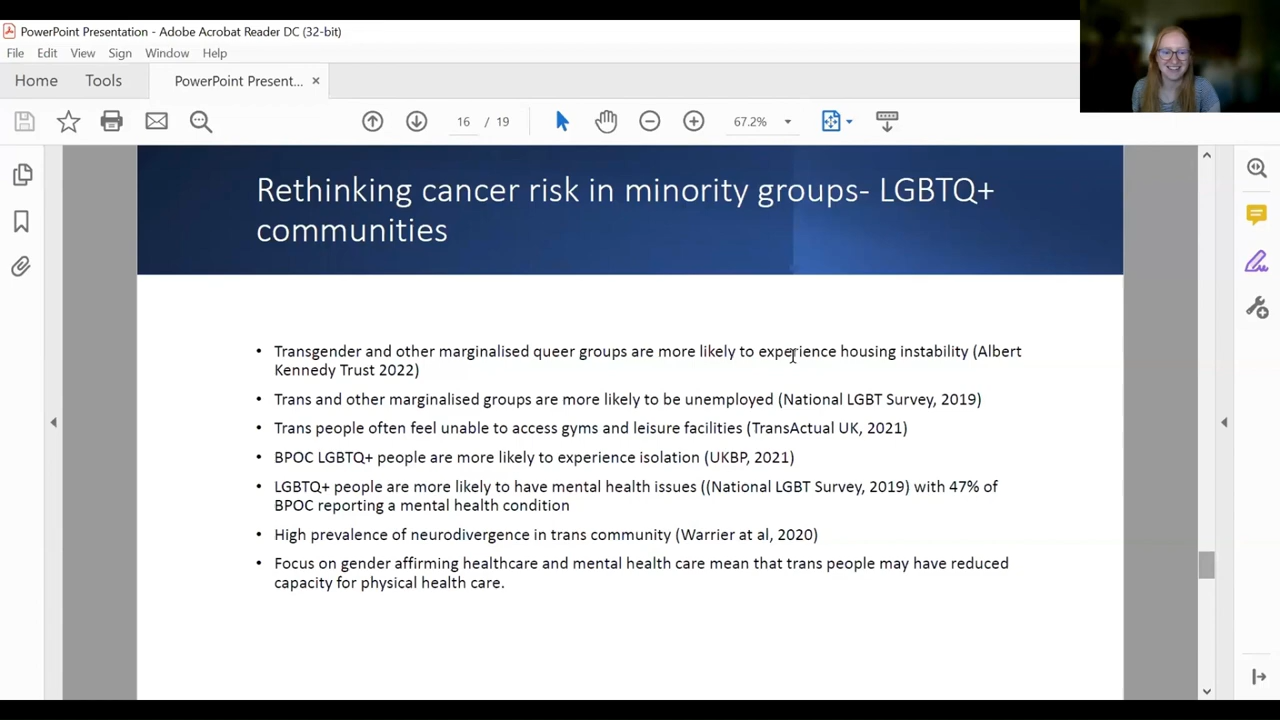 PowerPoint Presentation - Adobe Acrobat Reader DC (32-bit)
File Edit View Sign Window Help
Home Tools PowerPoint Present... ×
16 / 19 67.2%
Rethinking cancer risk in minority groups- LGBTQ+
communities
• Transgender and other marginalised queer groups are more likely to experience housing instability (Albert
Kennedy Trust 2022)
• Trans and other marginalised groups are more likely to be unemployed (National LGBT Survey, 2019)
• Trans people often feel unable to access gyms and leisure facilities (TransActual UK, 2021)
• BPOC LGBTQ+ people are more likely to experience isolation (UKBP, 2021)
• LGBTQ+ people are more likely to have mental health issues ((National LGBT Survey, 2019) with 47% of
BPOC reporting a mental health condition
• High prevalence of neurodivergence in trans community (Warrier at al, 2020)
• Focus on gender affirming healthcare and mental health care mean that trans people may have reduced
capacity for physical health care.